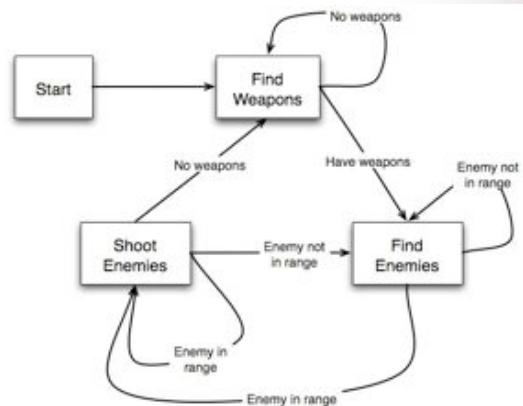 No weapons
Start
Find
Weapons
No weapons
Have weapons
Enemy not
in range
Shoot
Enemies
Enemy not
in range
Find
Enemies
Enemy in
range
Enemy in range